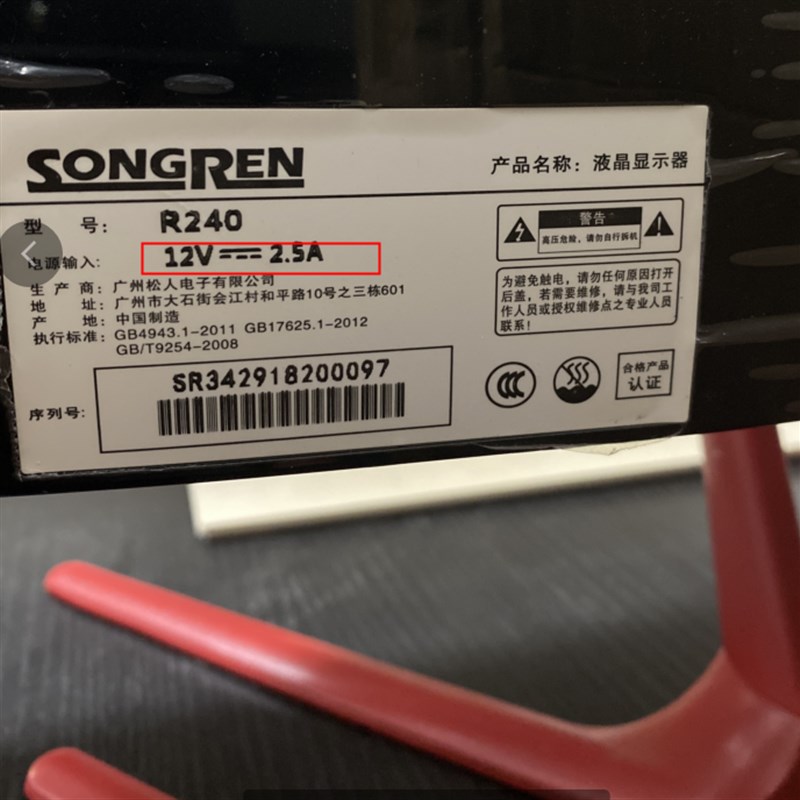 SONGREN
产品名称：液晶显示器
型 号： R240
电源输入： 12V⎓2.5A
生 产 商：广州松人电子有限公司
地 址：广州市大石街会江村和平路10号之三栋601
产 地：中国制造
执行标准：GB4943.1-2011 GB17625.1-2012
GB/T9254-2008
警告
高压危险，请勿自行拆机
为避免触电，请勿任何原因打开
后盖，若需要维修，请与我司工
作人员或授权维修点之专业人员
联系！
序列号：
SR342918200097
CCC
合格产品
认证